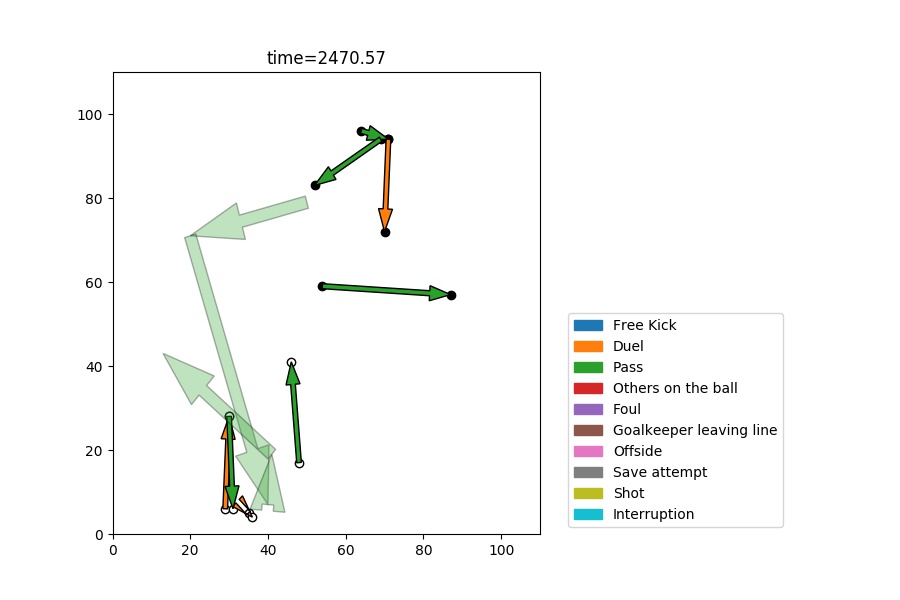 time=2470.57
100
80
60
40
20
0
0 20 40 60 80 100
Free Kick
Duel
Pass
Others on the ball
Foul
Goalkeeper leaving line
Offside
Save attempt
Shot
Interruption